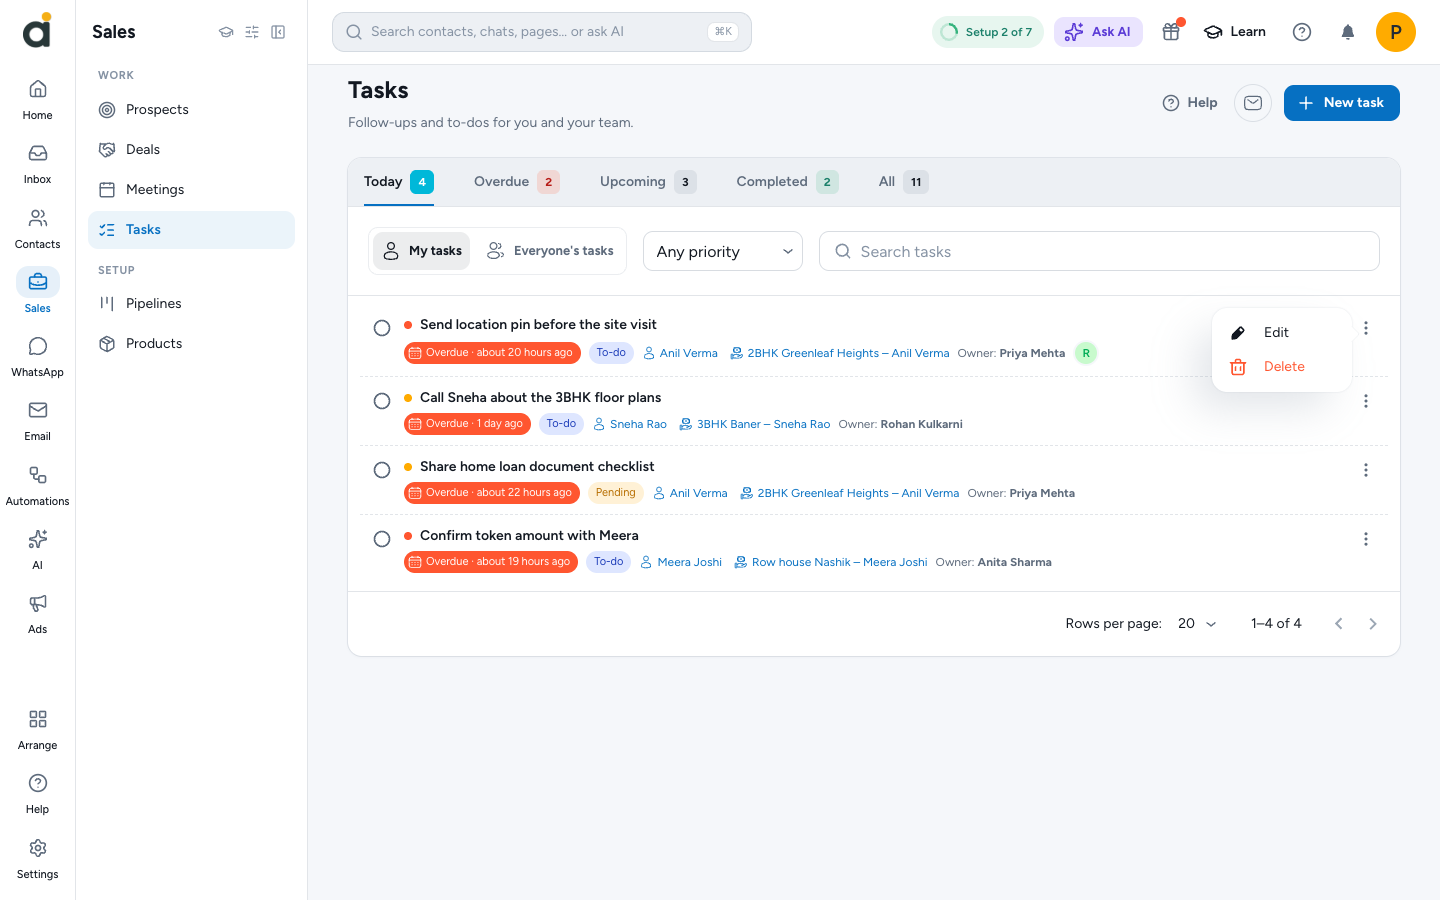 Sales
WORK
Prospects
Deals
Meetings
Tasks
SETUP
Pipelines
Products
Home
Inbox
Contacts
Sales
WhatsApp
Email
Automations
AI
Ads
Arrange
Help
Settings
Search contacts, chats, pages... or ask AI ⌘K
Setup 2 of 7
Ask AI
Learn
P
Tasks
Follow-ups and to-dos for you and your team.
Help
New task
Today 4 Overdue 2 Upcoming 3 Completed 2 All 11
My tasks Everyone's tasks Any priority Search tasks
Send location pin before the site visit
Overdue · about 20 hours ago To-do Anil Verma 2BHK Greenleaf Heights – Anil Verma Owner: Priya Mehta R
Edit
Delete
Call Sneha about the 3BHK floor plans
Overdue · 1 day ago To-do Sneha Rao 3BHK Baner – Sneha Rao Owner: Rohan Kulkarni
Share home loan document checklist
Overdue · about 22 hours ago Pending Anil Verma 2BHK Greenleaf Heights – Anil Verma Owner: Priya Mehta
Confirm token amount with Meera
Overdue · about 19 hours ago To-do Meera Joshi Row house Nashik – Meera Joshi Owner: Anita Sharma
Rows per page: 20 1–4 of 4